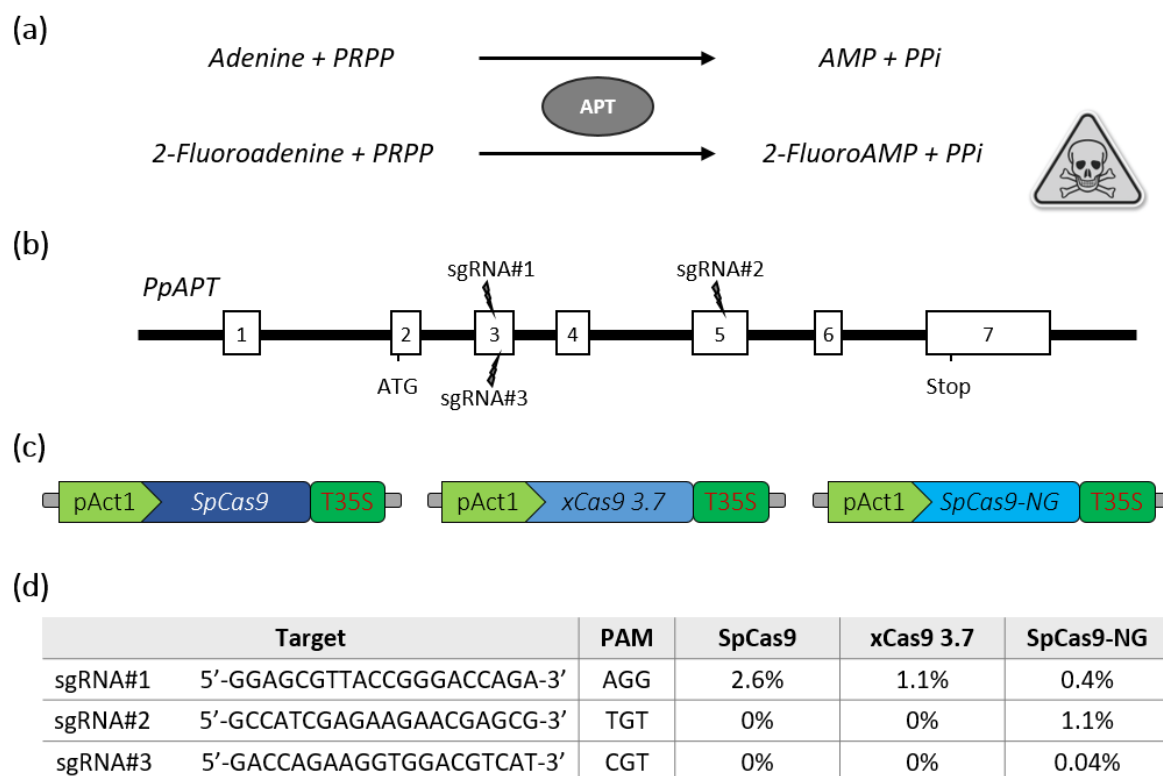 (a)
Adenine + PRPP AMP + PPi
APT
2-Fluoroadenine + PRPP 2-FluoroAMP + PPi
(b)
sgRNA#1 sgRNA#2
PpAPT
1 2 3 4 5 6 7
ATG Stop
sgRNA#3
(c)
pAct1 SpCas9 T35S pAct1 xCas9 3.7 T35S pAct1 SpCas9-NG T35S
(d)
Target PAM SpCas9 xCas9 3.7 SpCas9-NG
sgRNA#1 5’-GGAGCGTTACCGGGACCAGA-3’ AGG 2.6% 1.1% 0.4%
sgRNA#2 5’-GCCATCGAGAAGAACGAGCG-3’ TGT 0% 0% 1.1%
sgRNA#3 5’-GACCAGAAGGTGGACGTCAT-3’ CGT 0% 0% 0.04%